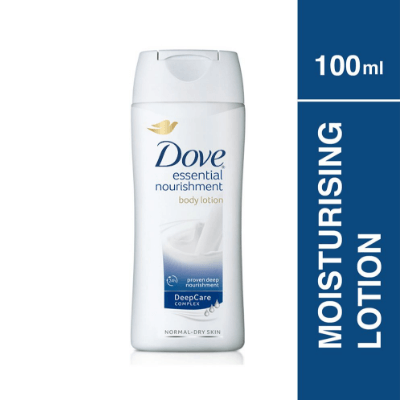 Dove
essential
nourishment
body lotion
proven deep
nourishment
DeepCare
COMPLEX
NORMAL-DRY SKIN
100ml
MOISTURISING
LOTION